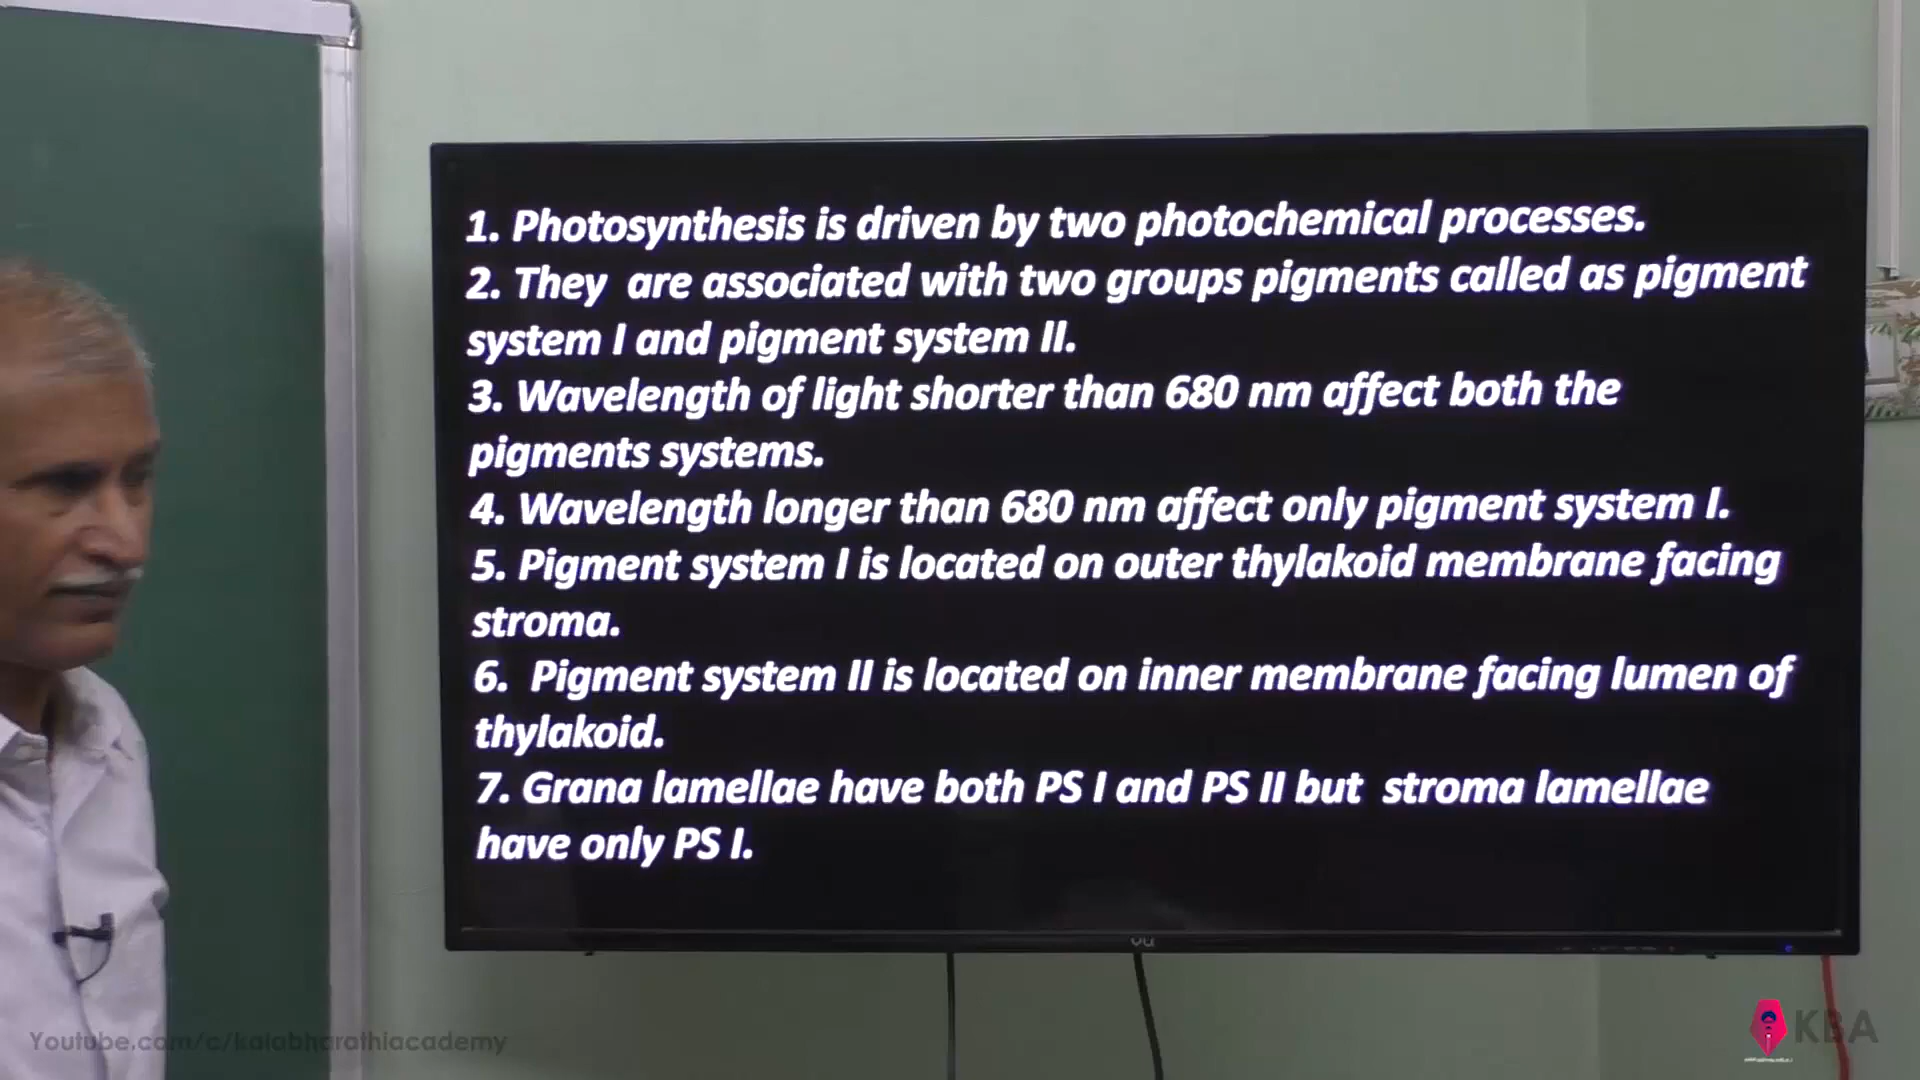 1. Photosynthesis is driven by two photochemical processes.
2. They are associated with two groups pigments called as pigment
system I and pigment system II.
3. Wavelength of light shorter than 680 nm affect both the
pigments systems.
4. Wavelength longer than 680 nm affect only pigment system I.
5. Pigment system I is located on outer thylakoid membrane facing
stroma.
6. Pigment system II is located on inner membrane facing lumen of
thylakoid.
7. Grana lamellae have both PS I and PS II but stroma lamellae
have only PS I.
VU
Youtube.com/c/kalabharathiacademy
KBA